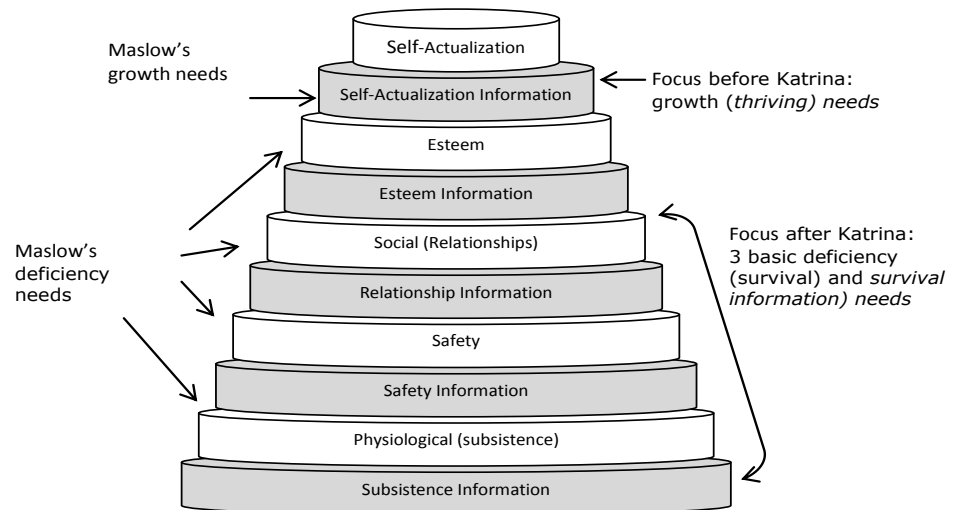 Self-Actualization
Maslow's
growth needs
Self-Actualization Information
Focus before Katrina:
growth (thriving) needs
Esteem
Esteem Information
Social (Relationships)
Maslow's
deficiency
needs
Focus after Katrina:
3 basic deficiency
(survival) and survival
information) needs
Relationship Information
Safety
Safety Information
Physiological (subsistence)
Subsistence Information